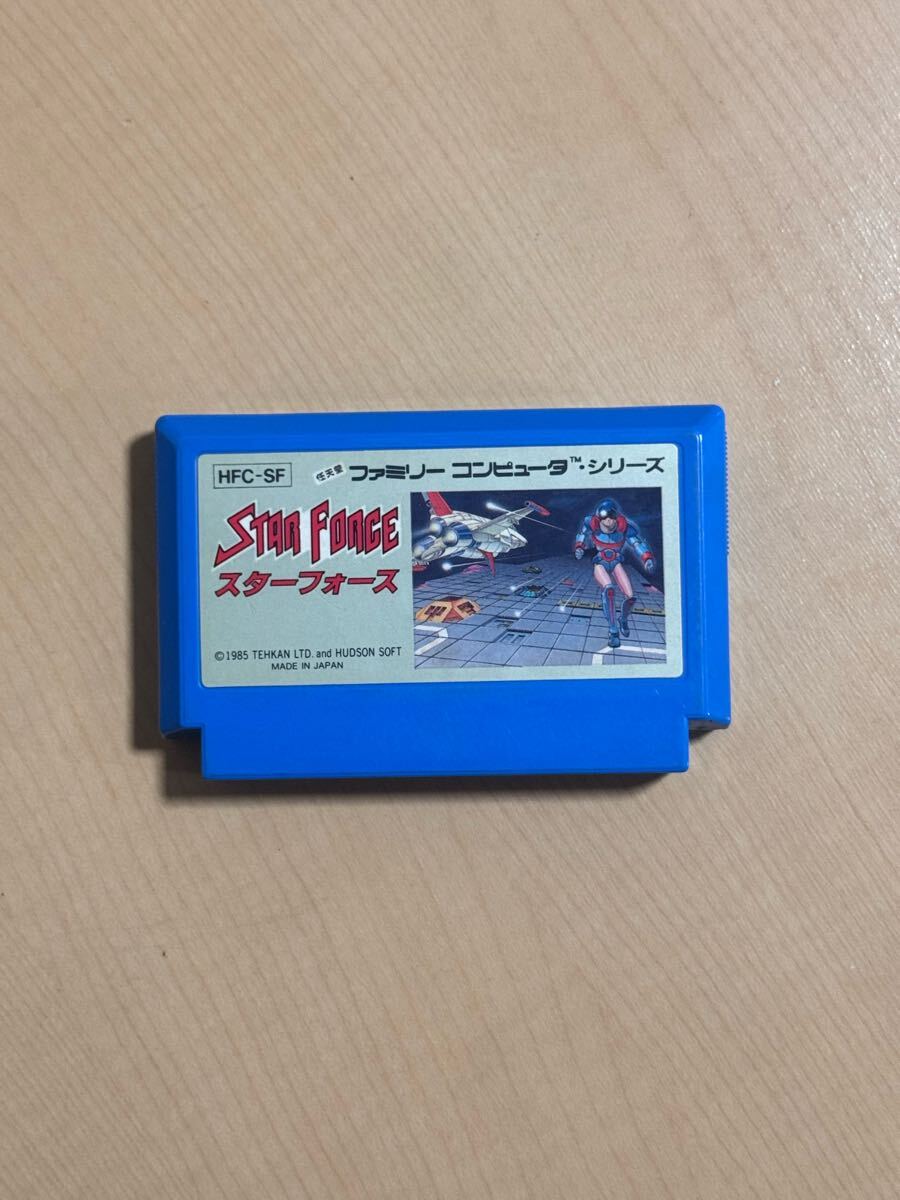 HFC-SF
任天堂 ファミリー コンピュータ™・シリーズ
STAR FORCE
スターフォース
©1985 TEHKAN LTD. and HUDSON SOFT
MADE IN JAPAN